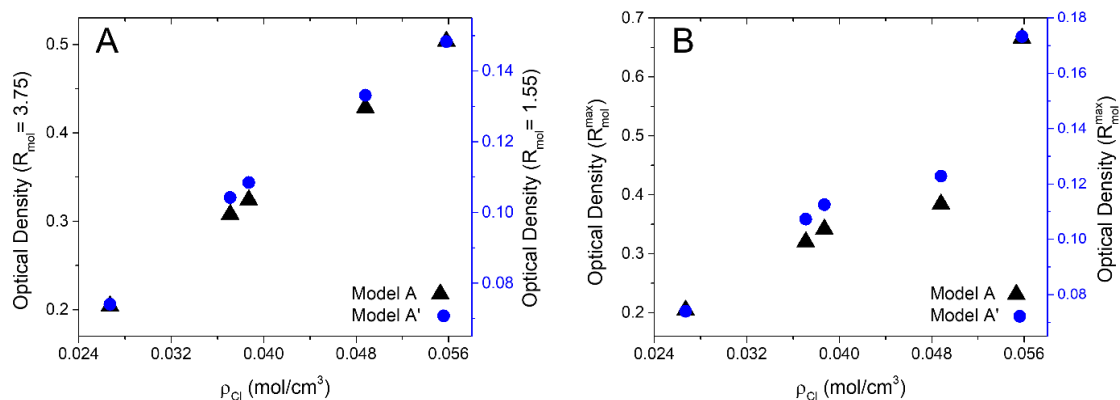 A
0.5
0.4
0.3
0.2
Optical Density (R_mol = 3.75)
0.14
0.12
0.10
0.08
Optical Density (R_mol = 1.55)
Model A
Model A'
0.024 0.032 0.040 0.048 0.056
ρ_Cl (mol/cm³)
B
0.7
0.6
0.5
0.4
0.3
0.2
Optical Density (R_mol^max)
0.18
0.16
0.14
0.12
0.10
0.08
Optical Density (R_mol^max)
Model A
Model A'
0.024 0.032 0.040 0.048 0.056
ρ_Cl (mol/cm³)